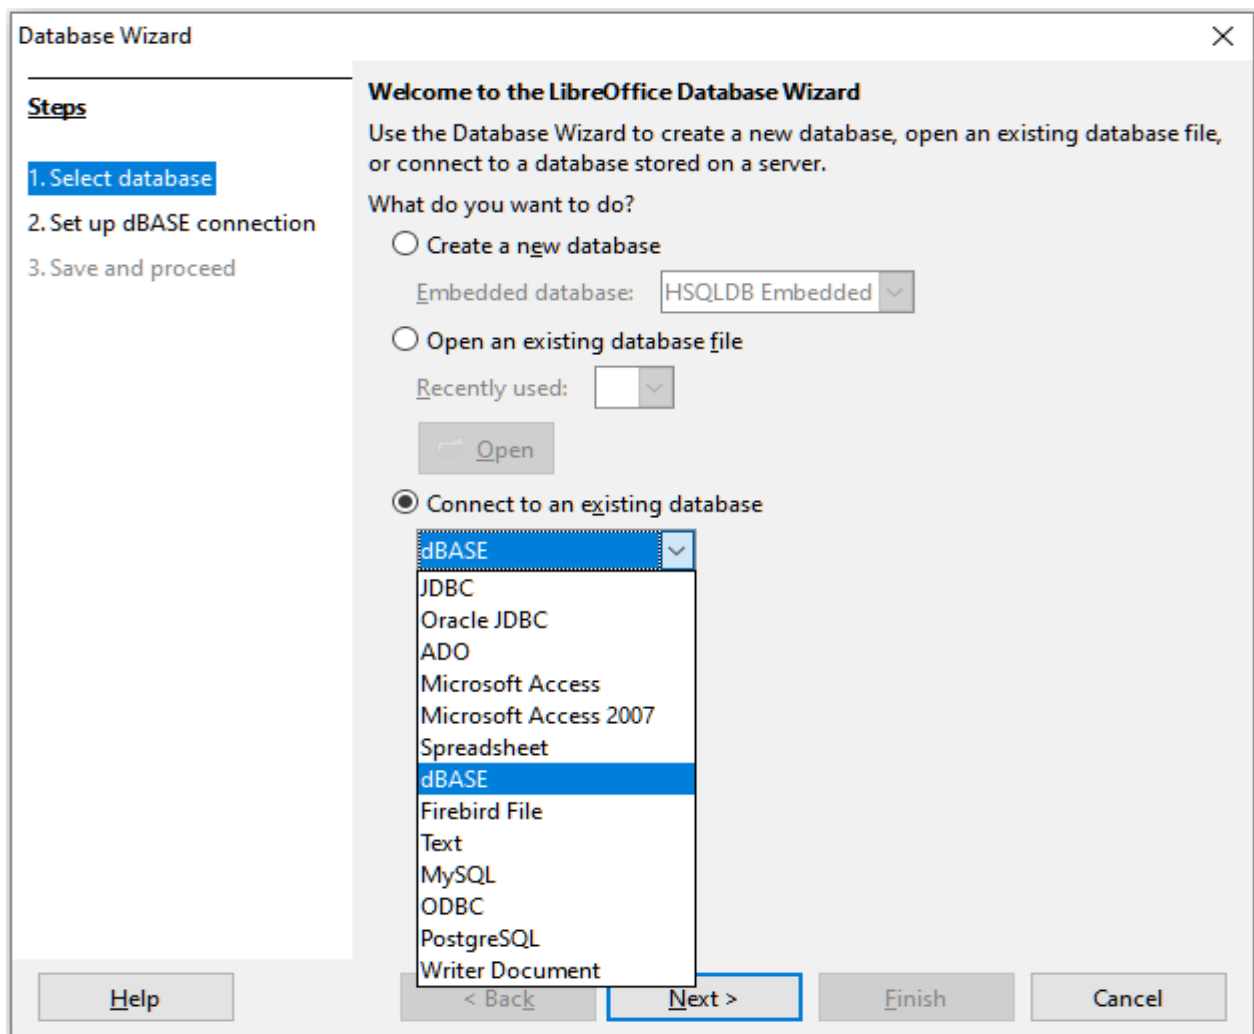 Database Wizard
Steps
1. Select database
2. Set up dBASE connection
3. Save and proceed
Welcome to the LibreOffice Database Wizard
Use the Database Wizard to create a new database, open an existing database file,
or connect to a database stored on a server.
What do you want to do?
Create a new database
Embedded database: HSQLDB Embedded
Open an existing database file
Recently used:
Open
Connect to an existing database
dBASE
JDBC
Oracle JDBC
ADO
Microsoft Access
Microsoft Access 2007
Spreadsheet
dBASE
Firebird File
Text
MySQL
ODBC
PostgreSQL
Writer Document
Help < Back Next > Finish Cancel